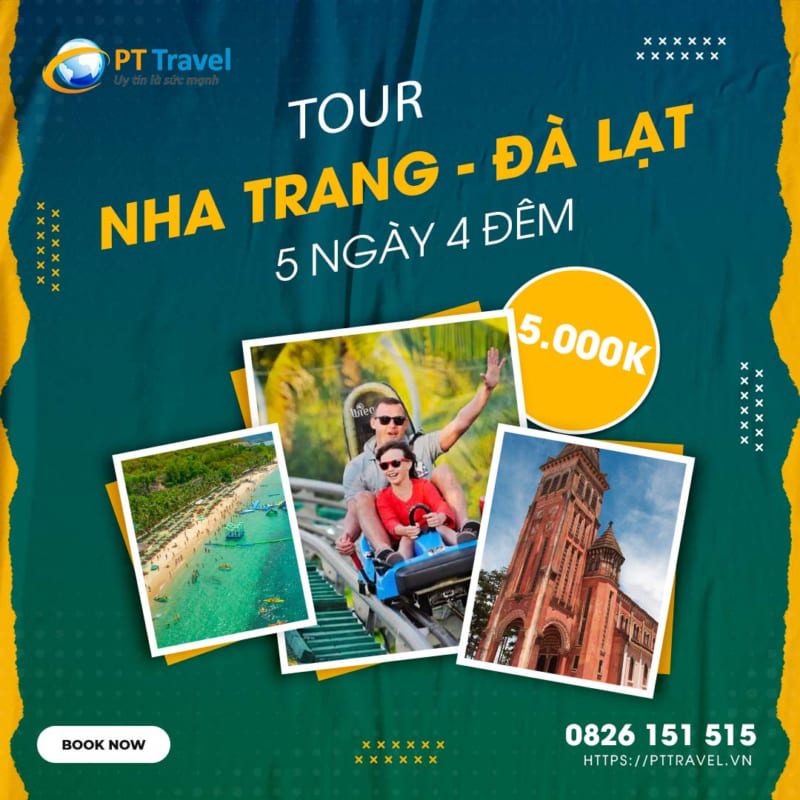 PT Travel
Uy tín là sức mạnh
TOUR
NHA TRANG - ĐÀ LẠT
5 NGÀY 4 ĐÊM
5.000K
BOOK NOW
0826 151 515
HTTPS://PTTRAVEL.VN